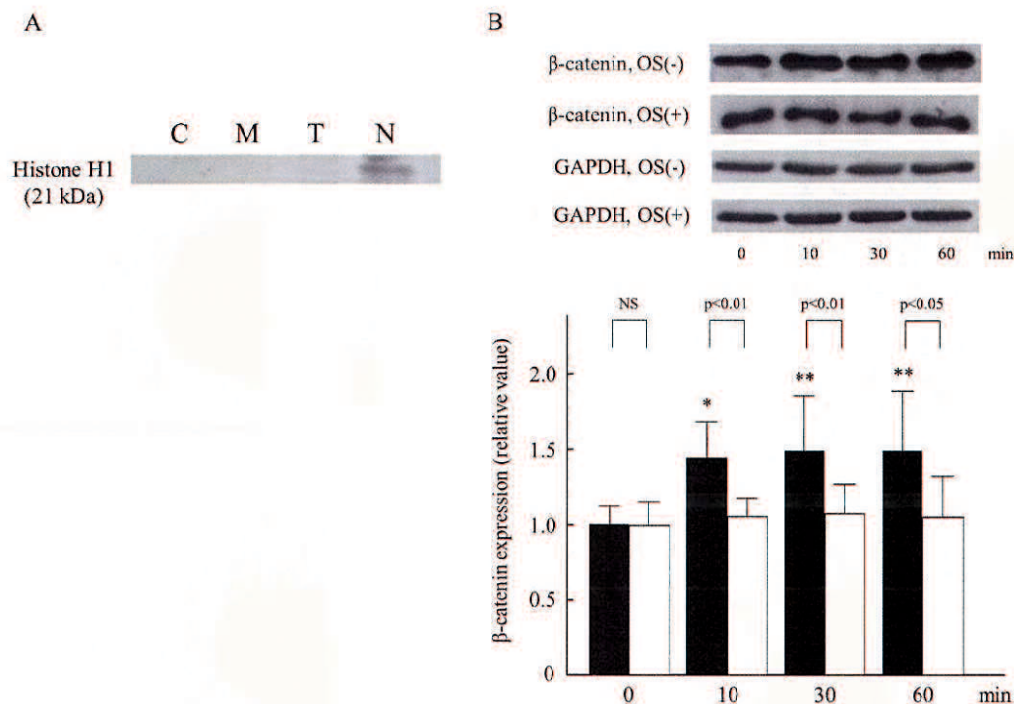 A
C M T N
Histone H1
(21 kDa)
B
β-catenin, OS(-)
β-catenin, OS(+)
GAPDH, OS(-)
GAPDH, OS(+)
0 10 30 60 min
NS p<0.01 p<0.01 p<0.05
β-catenin expression (relative value)
2.0
1.5
1.0
0.5
0
* ** **
0 10 30 60 min